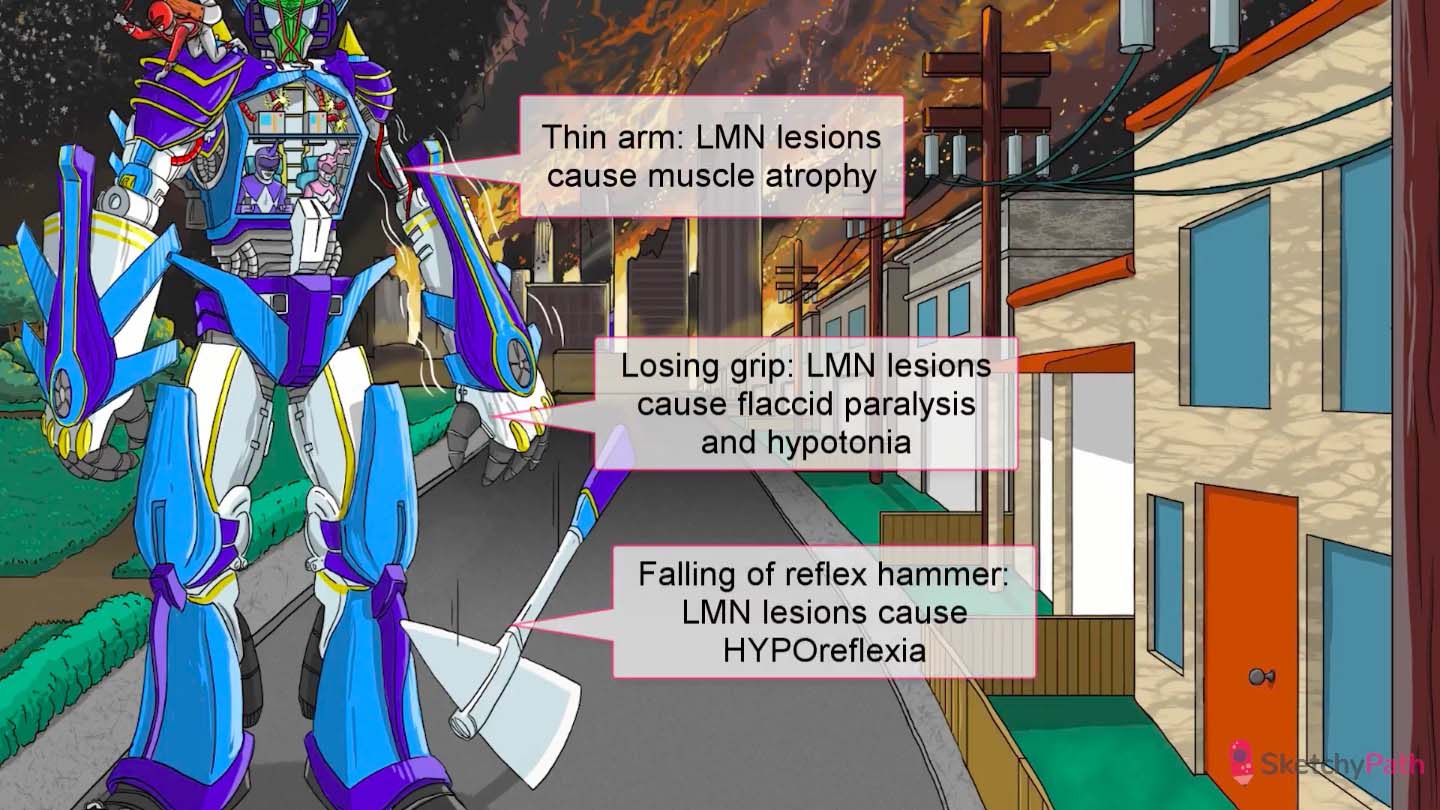 Thin arm: LMN lesions
cause muscle atrophy
Losing grip: LMN lesions
cause flaccid paralysis
and hypotonia
Falling of reflex hammer:
LMN lesions cause
HYPOreflexia
SketchyPath